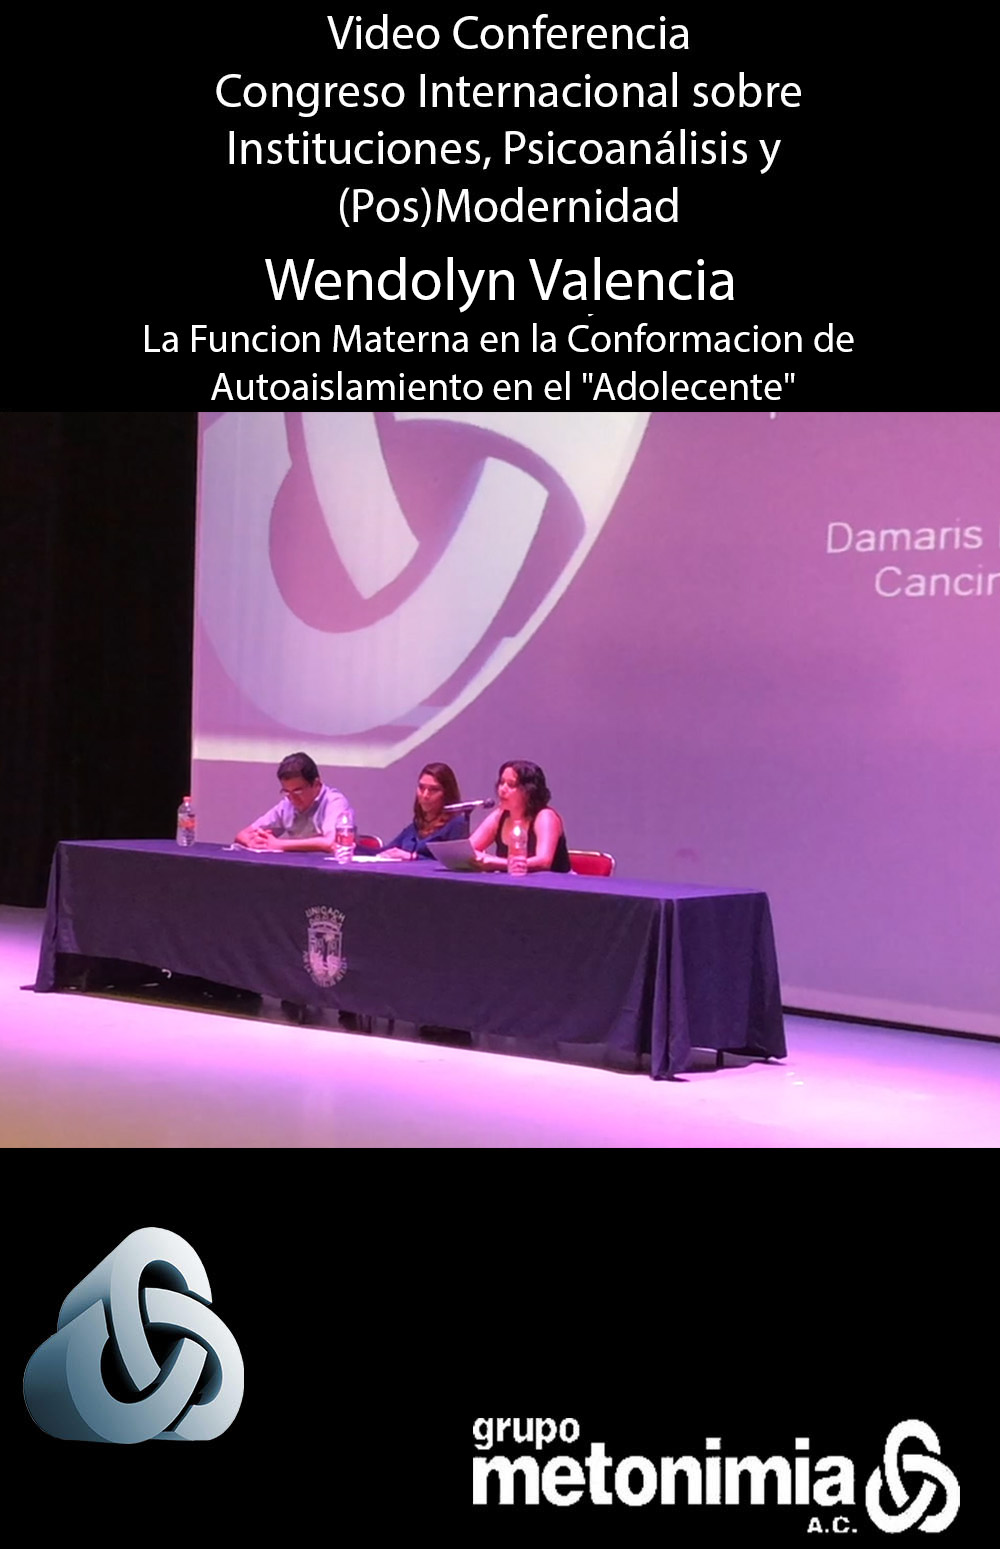 Video Conferencia
Congreso Internacional sobre
Instituciones, Psicoanálisis y
(Pos)Modernidad
Wendolyn Valencia
La Funcion Materna en la Conformacion de
Autoaislamiento en el "Adolecente"
Damaris
UNICACH
grupo
metonimia
A.C.